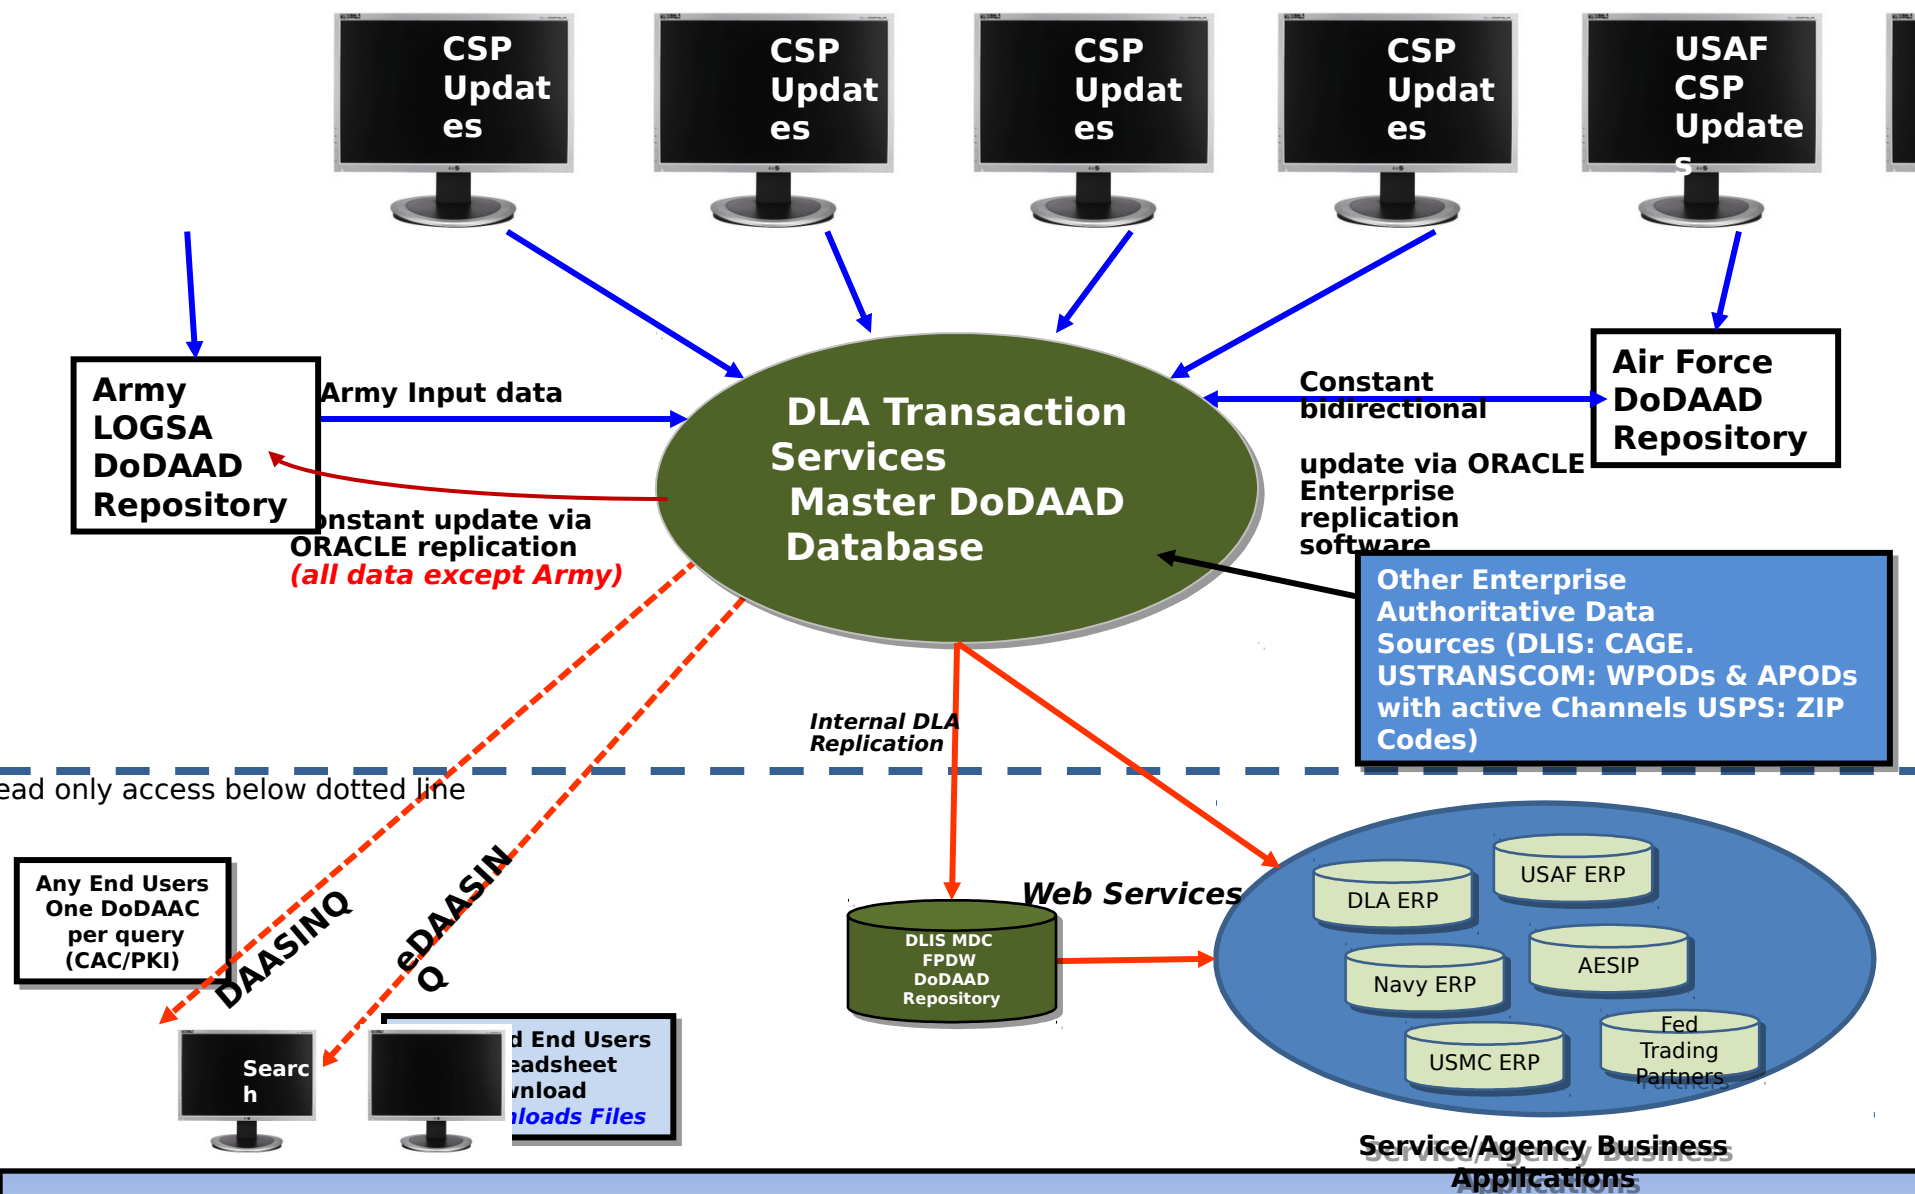 CSP
Updat
es
CSP
Updat
es
CSP
Updat
es
CSP
Updat
es
USAF
CSP
Update
s
Army
LOGSA
DoDAAD
Repository
Army Input data
DLA Transaction
Services
Master DoDAAD
Database
Constant
bidirectional
update via ORACLE
Enterprise
replication
software
Air Force
DoDAAD
Repository
onstant update via
ORACLE replication
(all data except Army)
Other Enterprise
Authoritative Data
Sources (DLIS: CAGE.
USTRANSCOM: WPODs & APODs
with active Channels USPS: ZIP
Codes)
Internal DLA
Replication
ead only access below dotted line
Any End Users
One DoDAAC
per query
(CAC/PKI)
DAASINQ
eDAASIN
Q
Web Services
DLIS MDC
FPDW
DoDAAD
Repository
DLA ERP
USAF ERP
Navy ERP
AESIP
USMC ERP
Fed
Trading
Partners
Searc
h
d End Users
eadsheet
wnload
nloads Files
Service/Agency Business
Applications